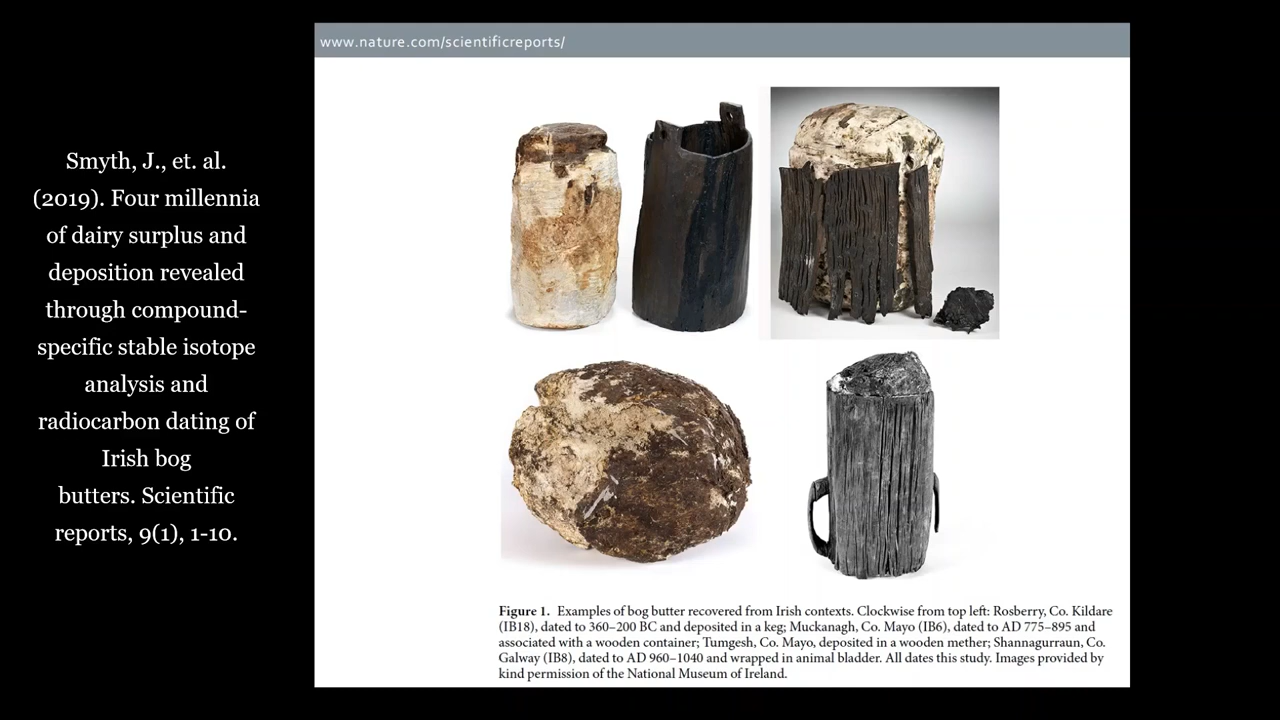 www.nature.com/scientificreports/
Smyth, J., et. al.
(2019). Four millennia
of dairy surplus and
deposition revealed
through compound-
specific stable isotope
analysis and
radiocarbon dating of
Irish bog
butters. Scientific
reports, 9(1), 1-10.
Figure 1. Examples of bog butter recovered from Irish contexts. Clockwise from top left: Rosberry, Co. Kildare
(IB18), dated to 360–200 BC and deposited in a keg; Muckanagh, Co. Mayo (IB6), dated to AD 775–895 and
associated with a wooden container; Tumgesh, Co. Mayo, deposited in a wooden mether; Shannagurraun, Co.
Galway (IB8), dated to AD 960–1040 and wrapped in animal bladder. All dates this study. Images provided by
kind permission of the National Museum of Ireland.